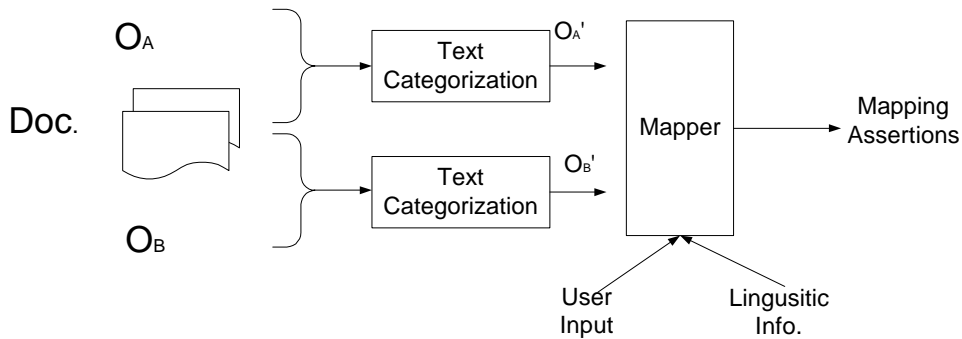 OA
Doc.
OB
Text
Categorization
OA'
Text
Categorization
OB'
Mapper
Mapping
Assertions
User
Input
Lingusitic
Info.